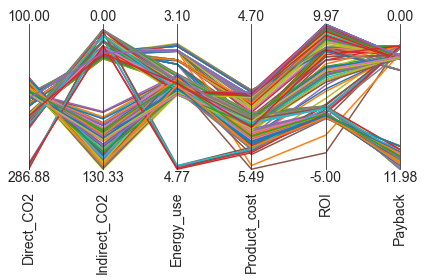 100.00 0.00 3.10 4.70 9.97 0.00
286.88 130.33 4.77 5.49 -5.00 11.98
Direct_CO2
Indirect_CO2
Energy_use
Product_cost
ROI
Payback